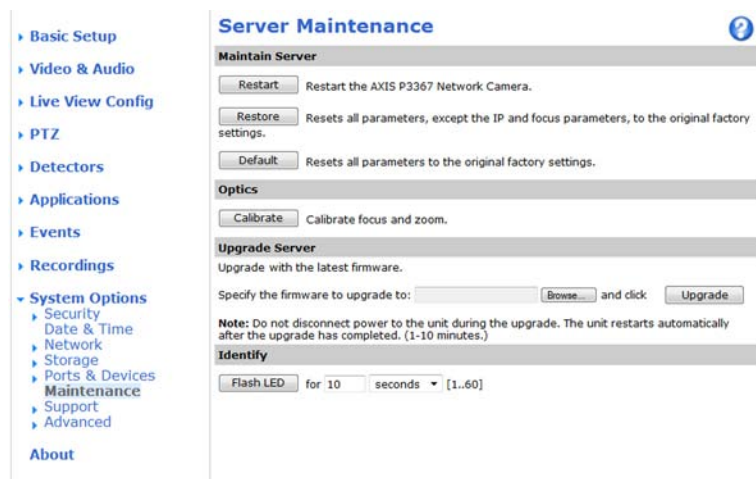 Basic Setup
Video & Audio
Live View Config
PTZ
Detectors
Applications
Events
Recordings
System Options
Security
Date & Time
Network
Storage
Ports & Devices
Maintenance
Support
Advanced
About
Server Maintenance
?
Maintain Server
Restart Restart the AXIS P3367 Network Camera.
Restore Resets all parameters, except the IP and focus parameters, to the original factory
settings.
Default Resets all parameters to the original factory settings.
Optics
Calibrate Calibrate focus and zoom.
Upgrade Server
Upgrade with the latest firmware.
Specify the firmware to upgrade to: Browse... and click Upgrade
Note: Do not disconnect power to the unit during the upgrade. The unit restarts automatically
after the upgrade has completed. (1-10 minutes.)
Identify
Flash LED for 10 seconds [1..60]